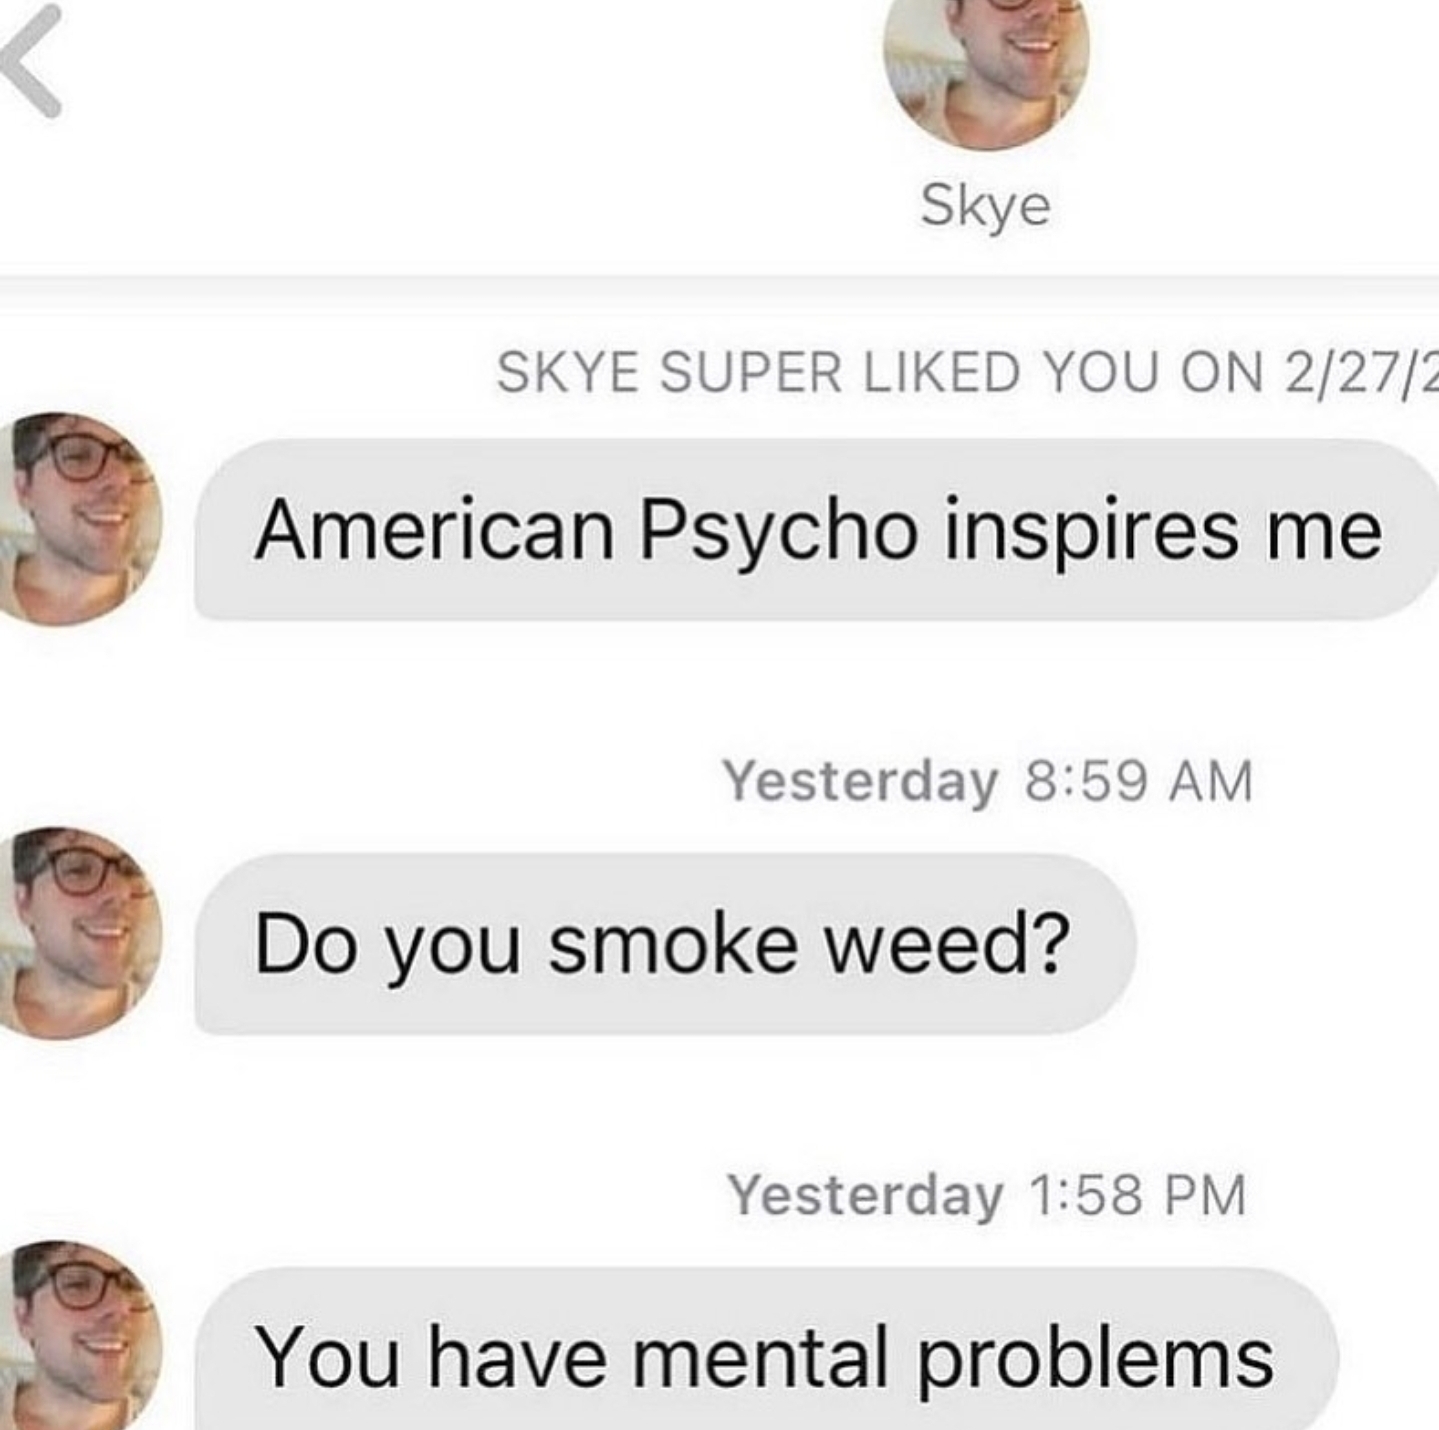 Skye
SKYE SUPER LIKED YOU ON 2/27/2
American Psycho inspires me
Yesterday 8:59 AM
Do you smoke weed?
Yesterday 1:58 PM
You have mental problems